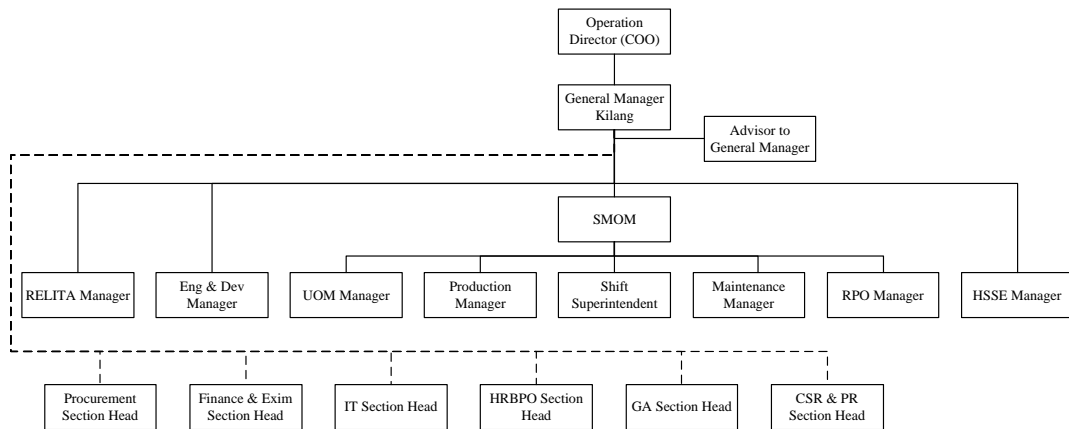 Operation
Director (COO)
General Manager
Kilang
Advisor to
General Manager
SMOM
RELITA Manager
Eng & Dev
Manager
UOM Manager
Production
Manager
Shift
Superintendent
Maintenance
Manager
RPO Manager
HSSE Manager
Procurement
Section Head
Finance & Exim
Section Head
IT Section Head
HRBPO Section
Head
GA Section Head
CSR & PR
Section Head